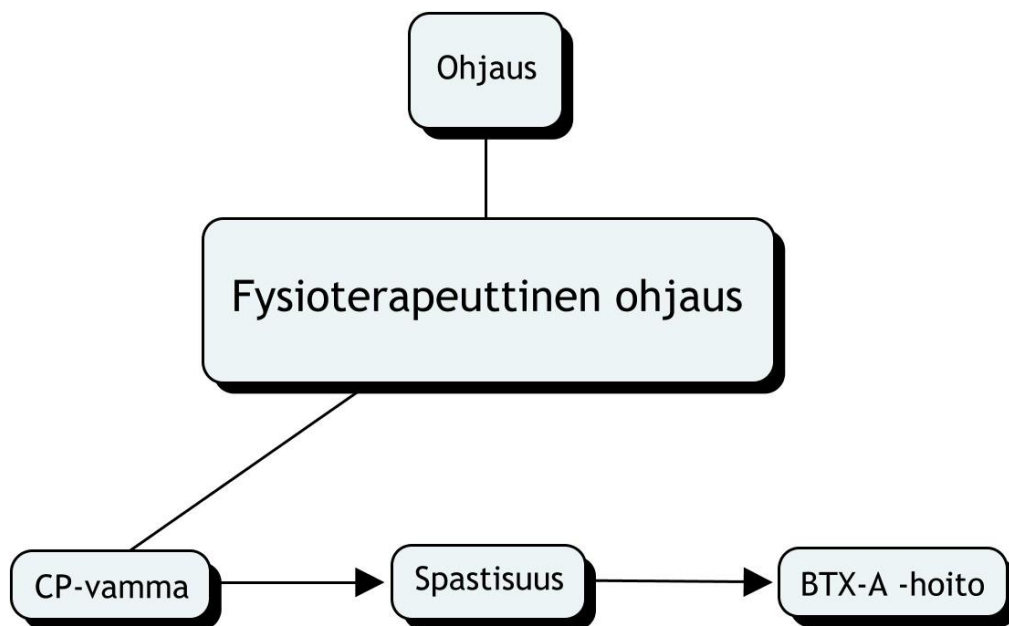 Ohjaus
Fysioterapeuttinen ohjaus
CP-vamma
Spastisuus
BTX-A -hoito